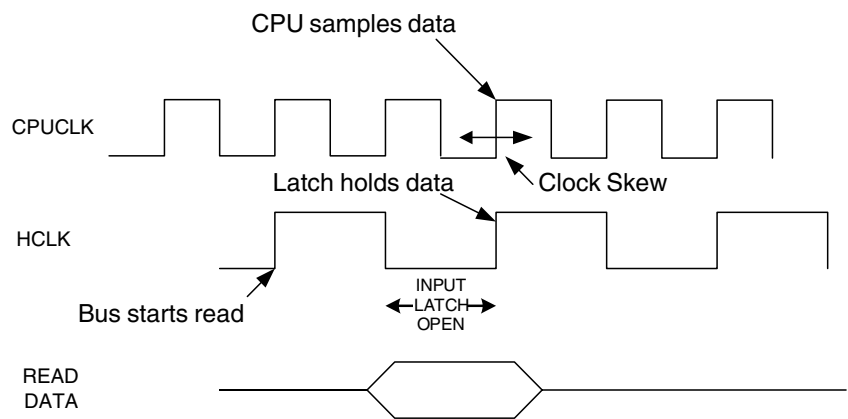 CPU samples data
CPUCLK
Clock Skew
Latch holds data
HCLK
INPUT
LATCH
OPEN
Bus starts read
READ
DATA